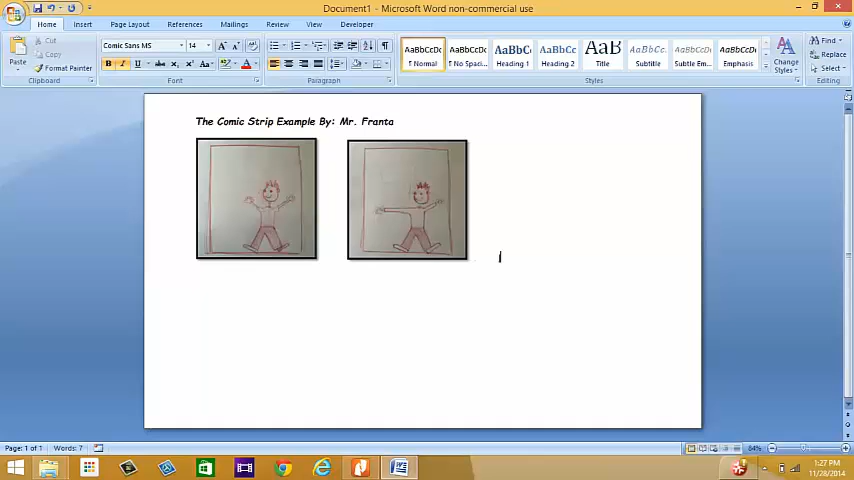 Document1 - Microsoft Word non-commercial use
Home Insert Page Layout References Mailings Review View Developer
Cut
Copy
Format Painter
Paste
Clipboard
Comic Sans MS 14
Font
Paragraph
AaBbCcDc AaBbCcDc AaBbC AaBbCc AaB AaBbCc. AaBbCcDc AaBbCcDc
¶ Normal ¶ No Spaci... Heading 1 Heading 2 Title Subtitle Subtle Em... Emphasis
Change Styles
Styles
Find
Replace
Select
Editing
The Comic Strip Example By: Mr. Franta
Page: 1 of 1 Words: 7
84%
1:27 PM
11/28/2014